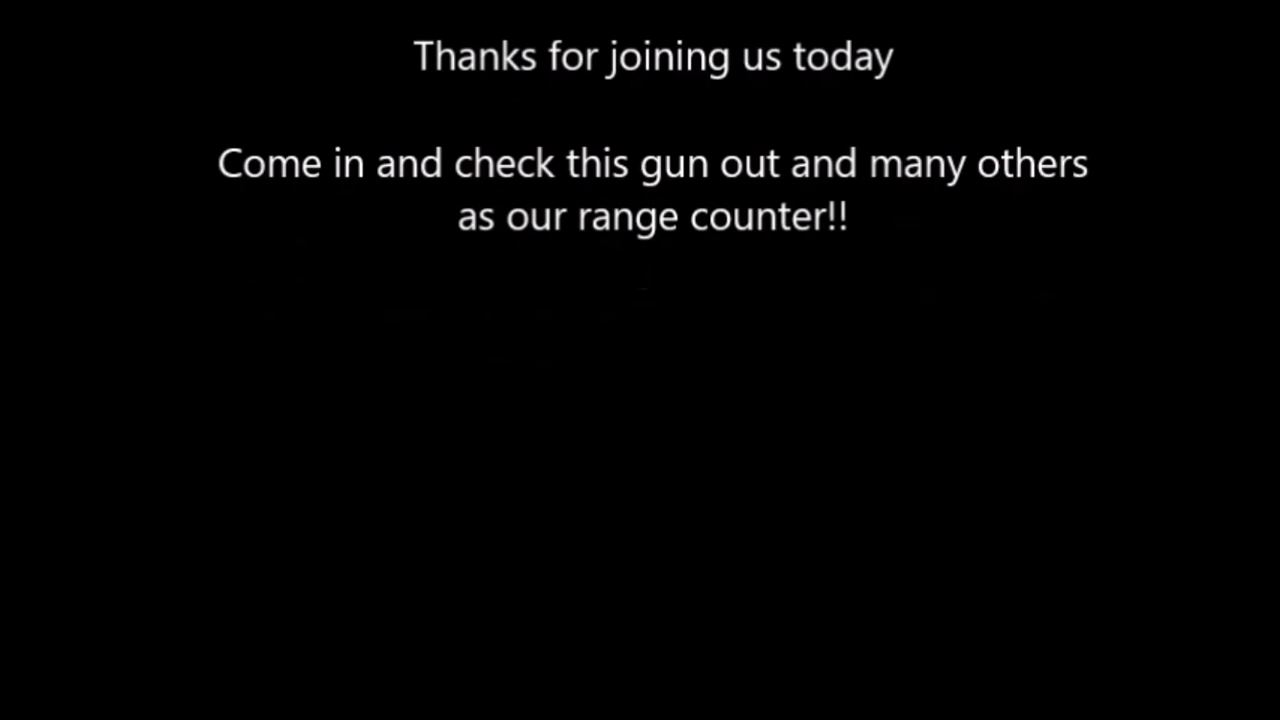 Thanks for joining us today
Come in and check this gun out and many others
as our range counter!!